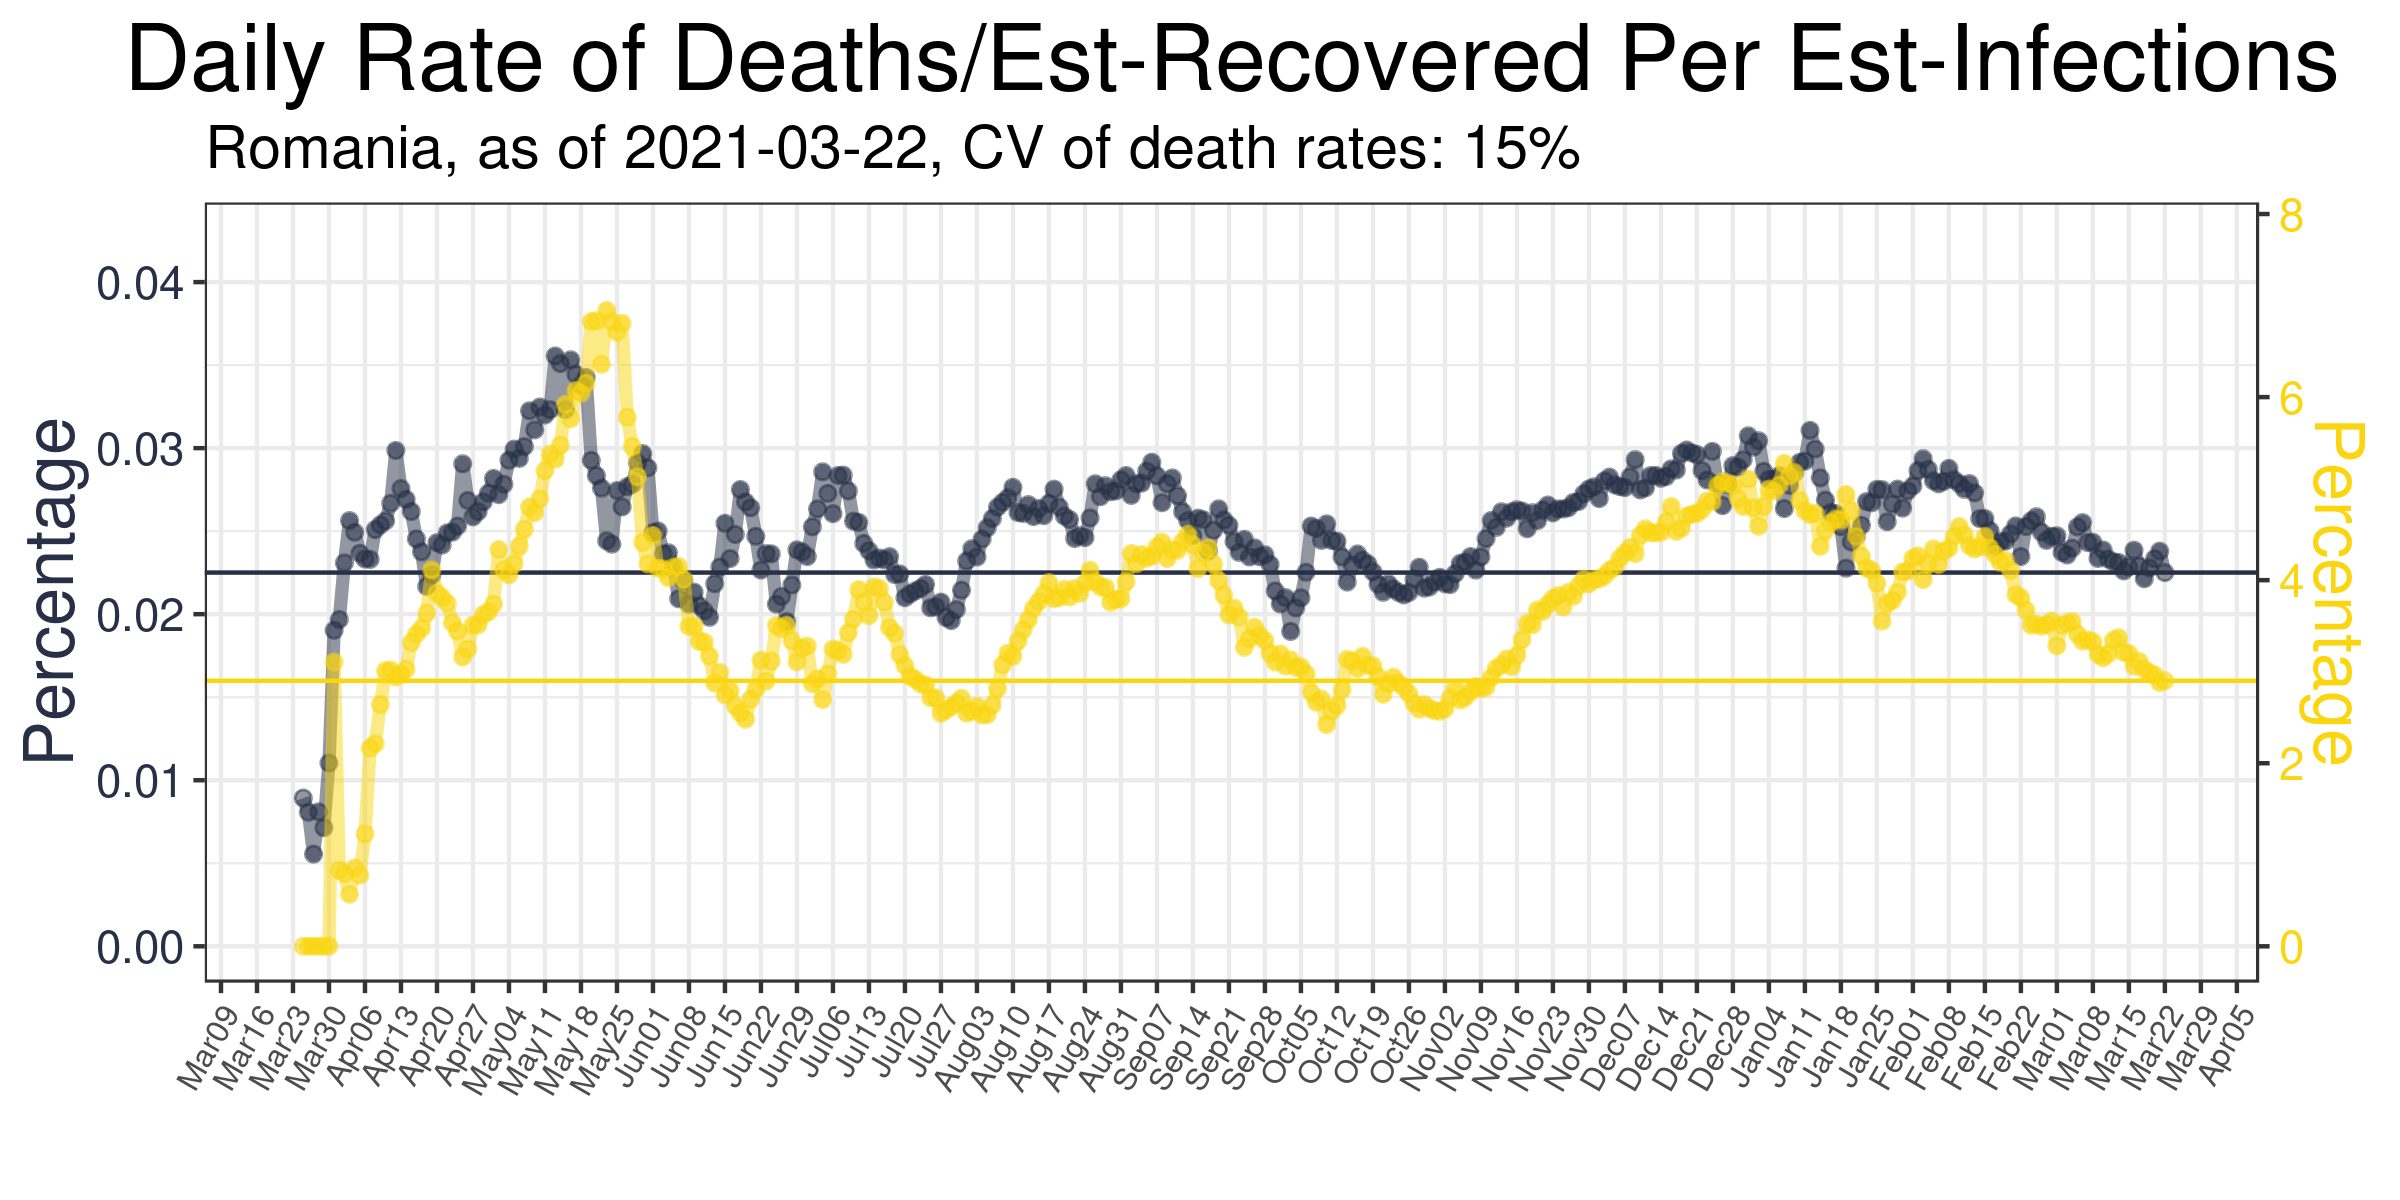 Daily Rate of Deaths/Est-Recovered Per Est-Infections
Romania, as of 2021-03-22, CV of death rates: 15%
Percentage
0.04
0.03
0.02
0.01
0.00
8
6
4
2
0
Percentage
Mar09
Mar16
Mar23
Mar30
Apr06
Apr13
Apr20
Apr27
May04
May11
May18
May25
Jun01
Jun08
Jun15
Jun22
Jun29
Jul06
Jul13
Jul20
Jul27
Aug03
Aug10
Aug17
Aug24
Aug31
Sep07
Sep14
Sep21
Sep28
Oct05
Oct12
Oct19
Oct26
Nov02
Nov09
Nov16
Nov23
Nov30
Dec07
Dec14
Dec21
Dec28
Jan04
Jan11
Jan18
Jan25
Feb01
Feb08
Feb15
Feb22
Mar01
Mar08
Mar15
Mar22
Mar29
Apr05